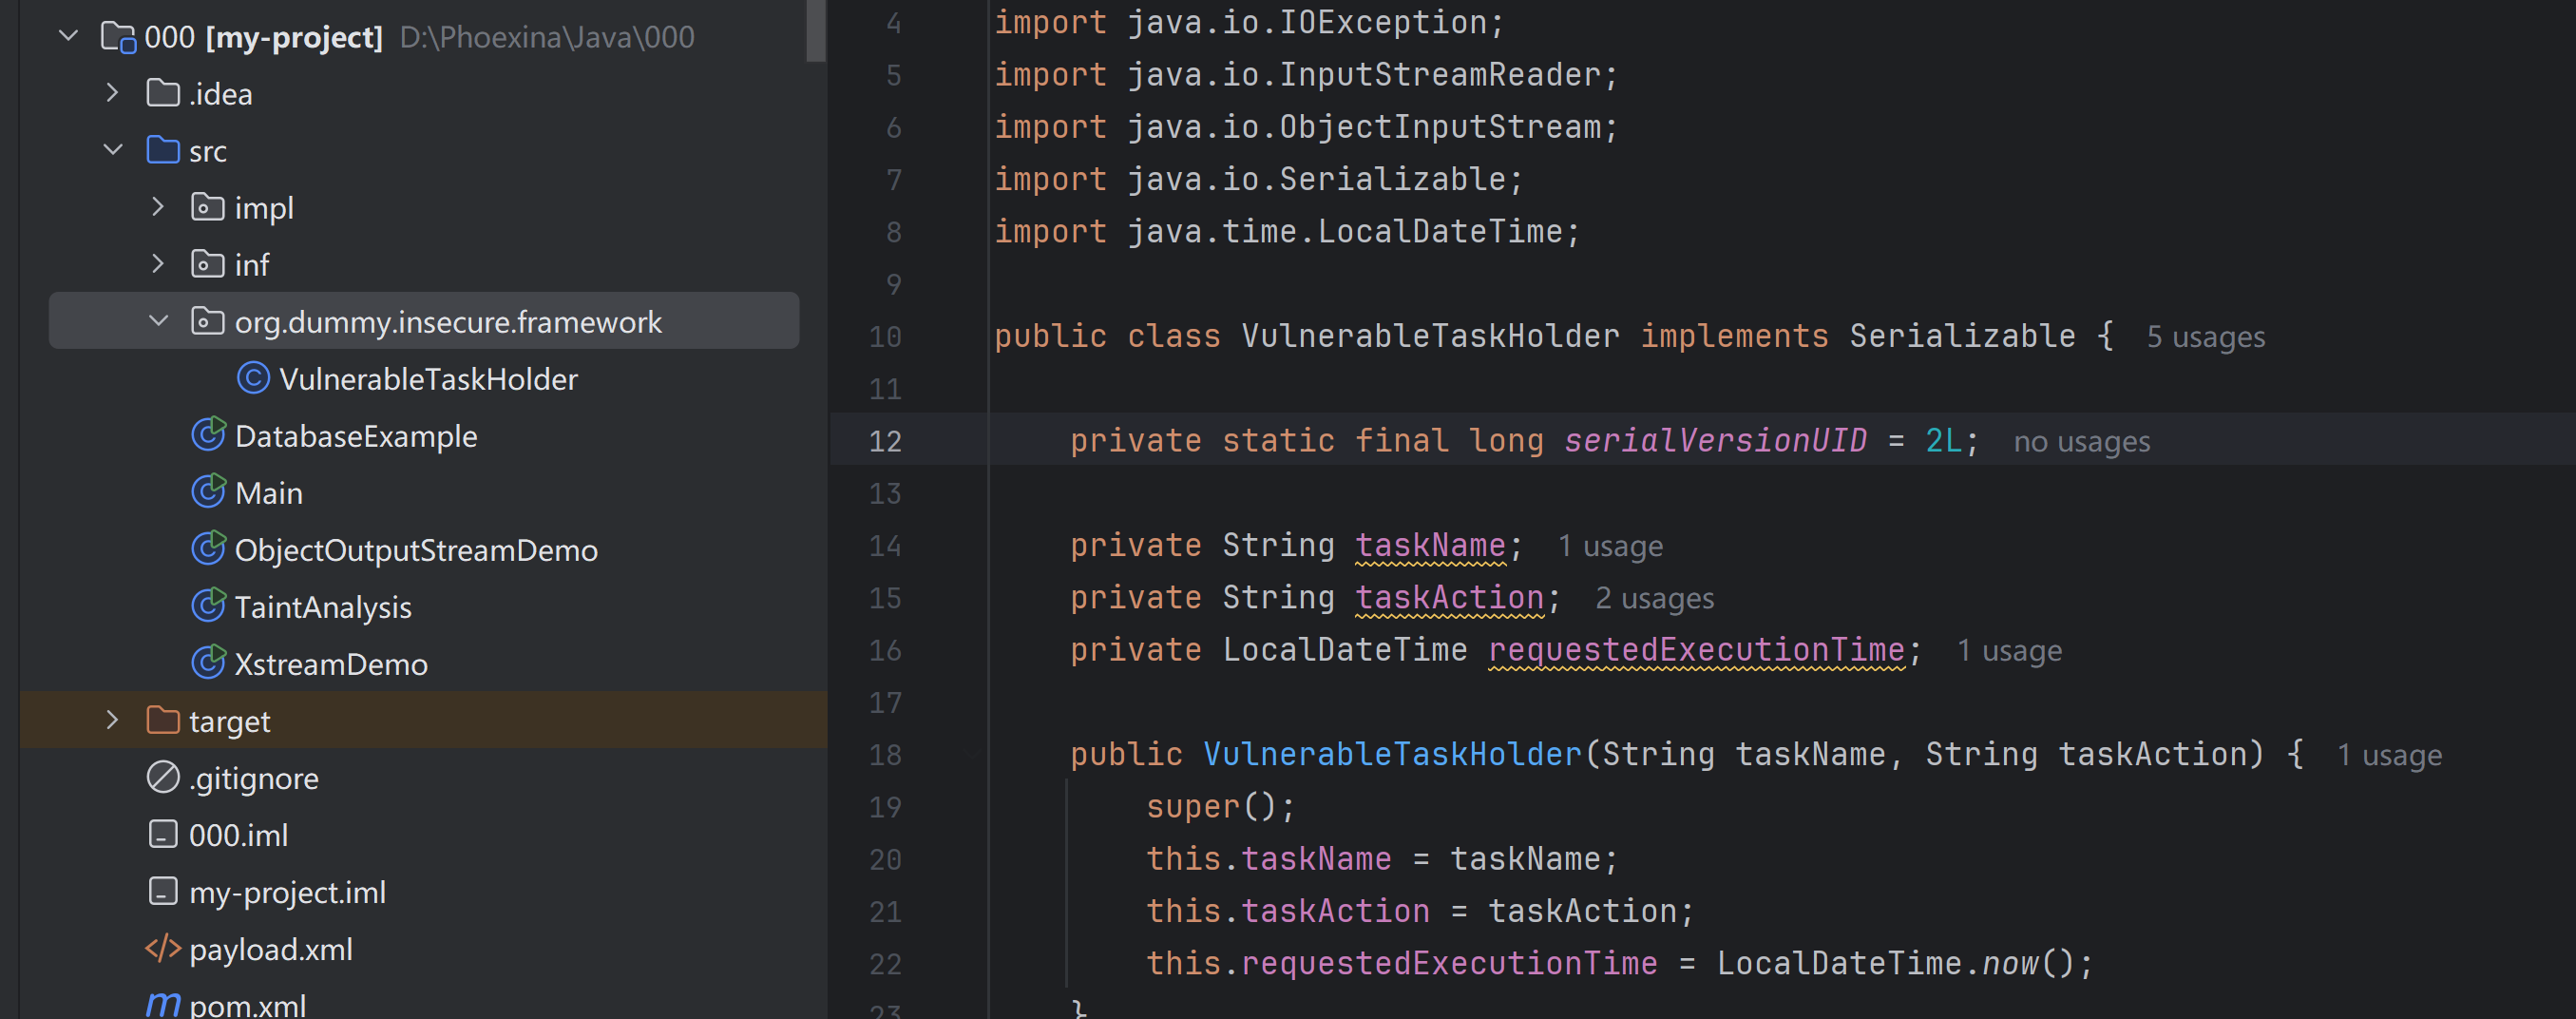 000 [my-project] D:\Phoexina\Java\000
.idea
src
impl
inf
org.dummy.insecure.framework
VulnerableTaskHolder
DatabaseExample
Main
ObjectOutputStreamDemo
TaintAnalysis
XstreamDemo
target
.gitignore
000.iml
my-project.iml
payload.xml
pom.xml
4 import java.io.IOException;
5 import java.io.InputStreamReader;
6 import java.io.ObjectInputStream;
7 import java.io.Serializable;
8 import java.time.LocalDateTime;
9
10 public class VulnerableTaskHolder implements Serializable { 5 usages
11
12 private static final long serialVersionUID = 2L; no usages
13
14 private String taskName; 1 usage
15 private String taskAction; 2 usages
16 private LocalDateTime requestedExecutionTime; 1 usage
17
18 public VulnerableTaskHolder(String taskName, String taskAction) { 1 usage
19 super();
20 this.taskName = taskName;
21 this.taskAction = taskAction;
22 this.requestedExecutionTime = LocalDateTime.now();
23 }